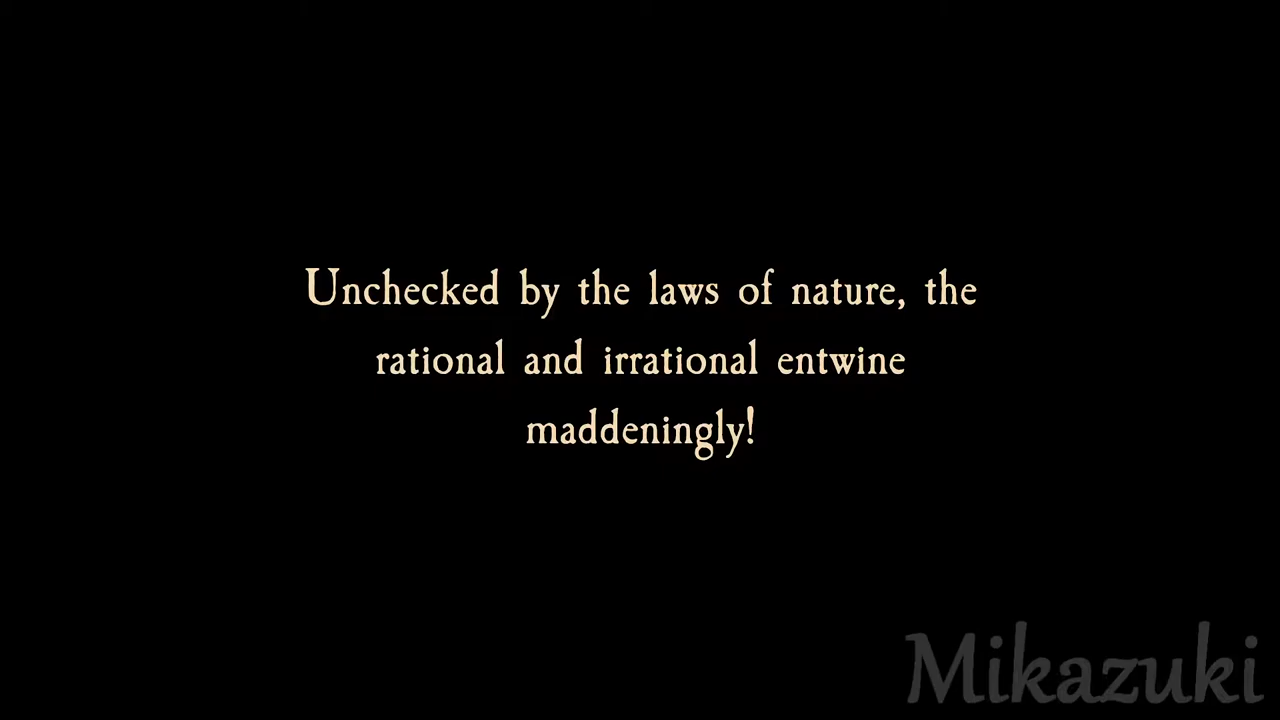 Unchecked by the laws of nature, the
rational and irrational entwine
maddeningly!
Mikazuki